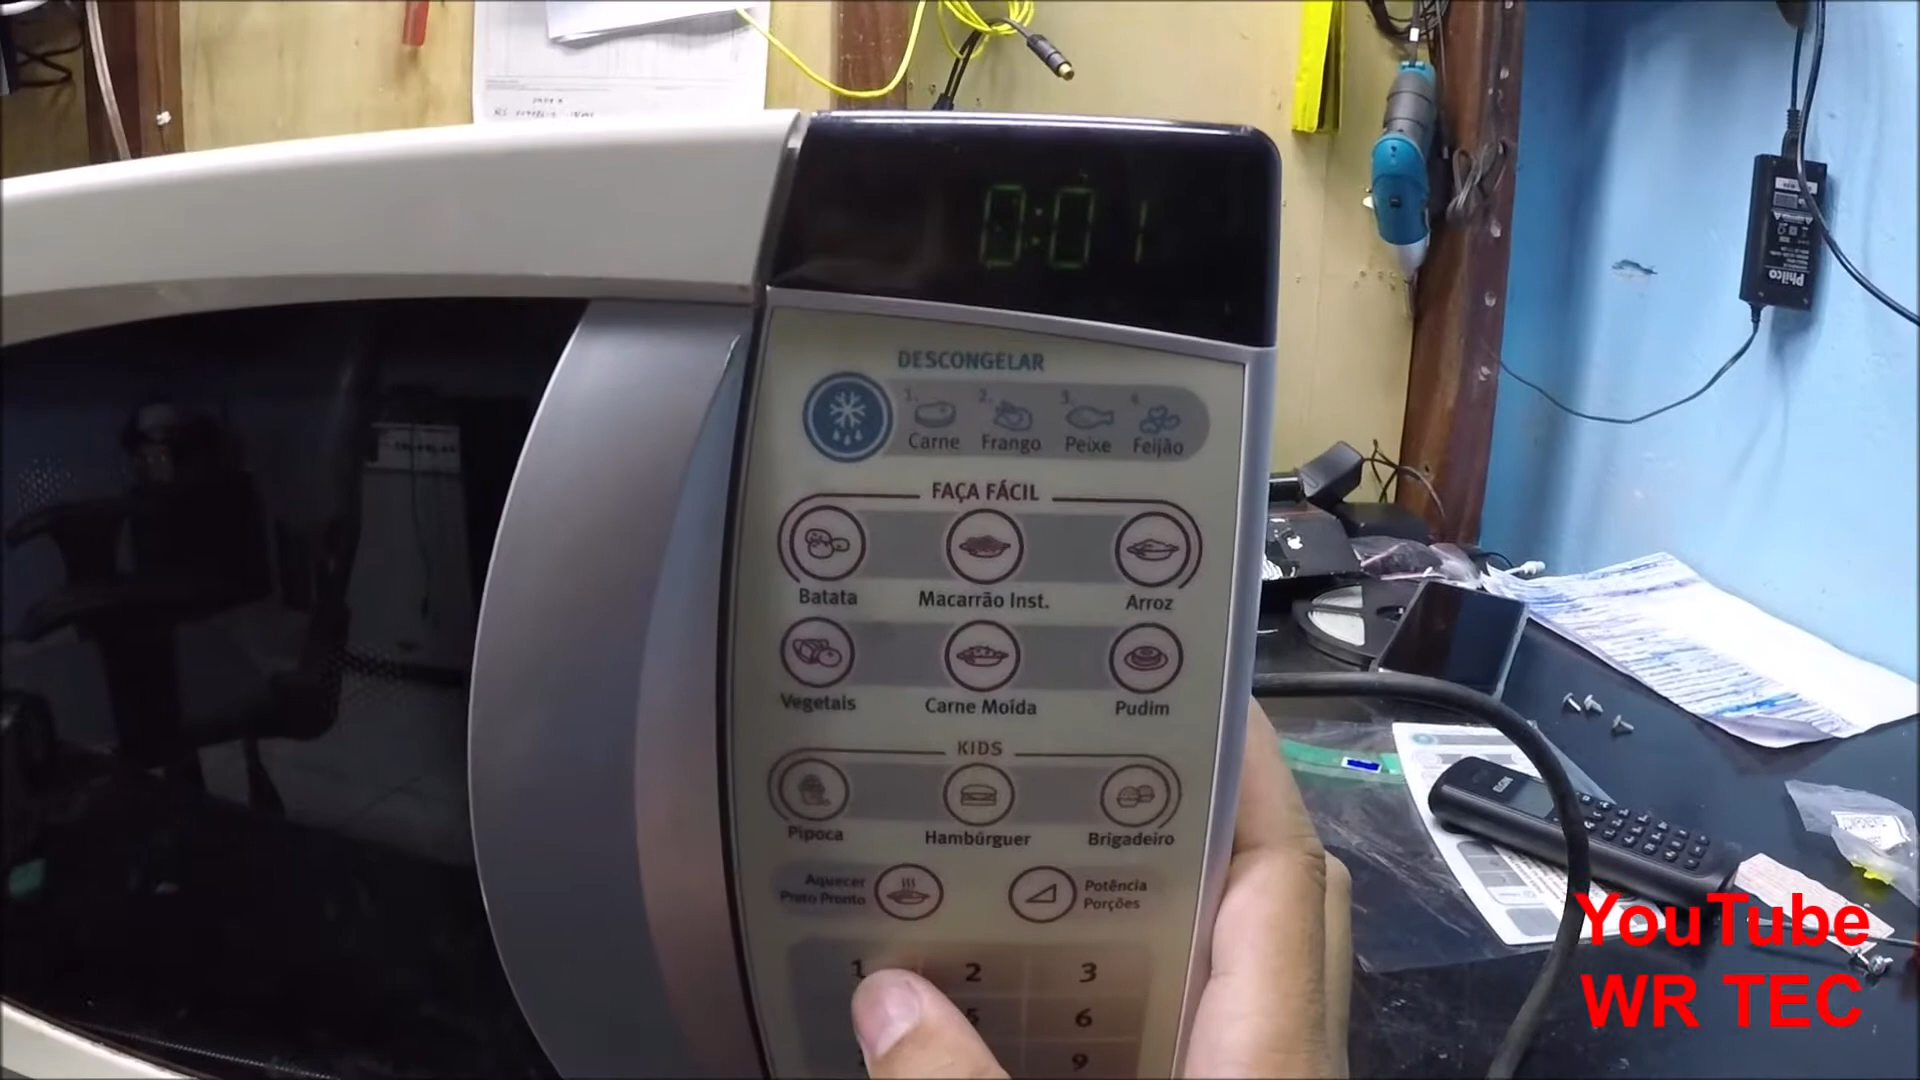 0:01
DESCONGELAR
1. 2. 3. 4.
Carne Frango Peixe Feijão
FAÇA FÁCIL
Batata Macarrão Inst. Arroz
Vegetais Carne Moída Pudim
KIDS
Pipoca Hambúrguer Brigadeiro
Aquecer
Prato Pronto
Potência
Porções
1 2 3
5 6
9
Philco
ELGIN
YouTube
WR TEC